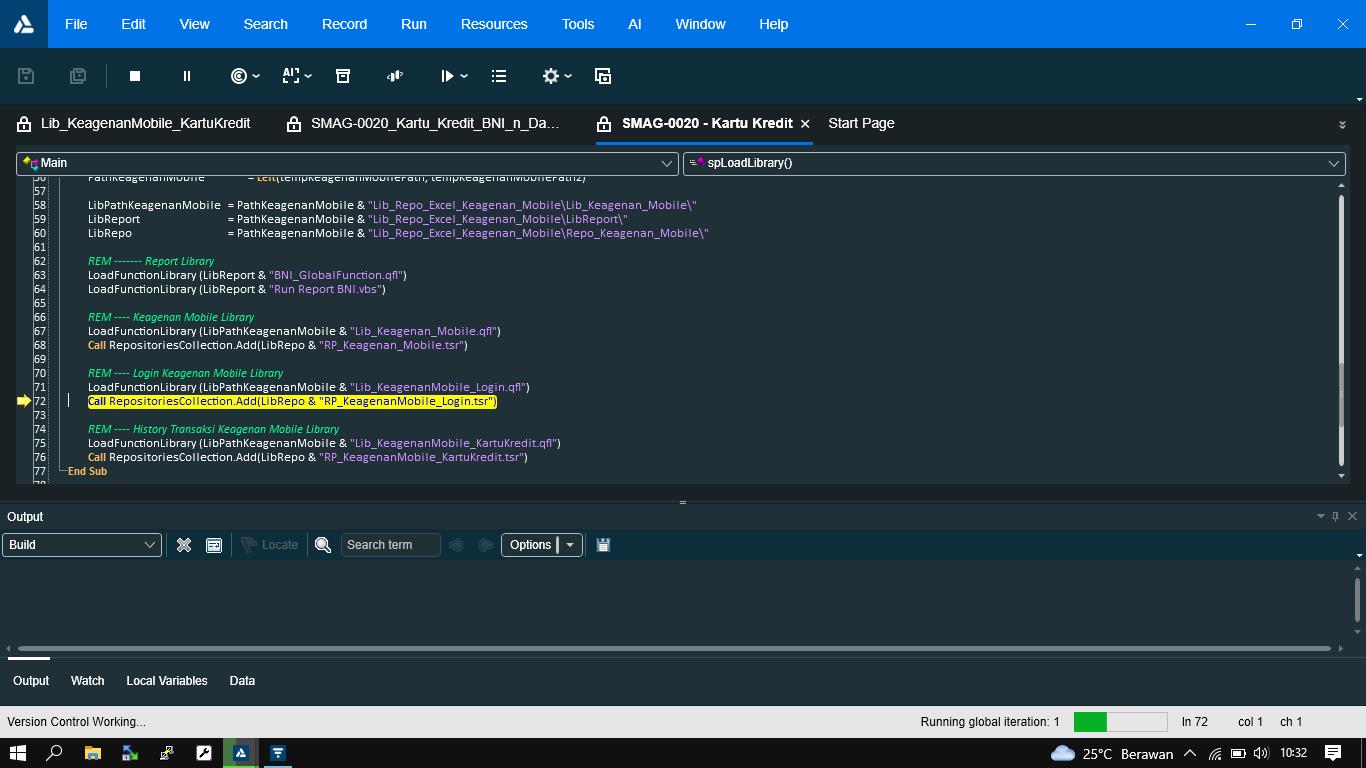 File Edit View Search Record Run Resources Tools AI Window Help
Lib_KeagenanMobile_KartuKredit SMAG-0020_Kartu_Kredit_BNI_n_Da... SMAG-0020 - Kartu Kredit Start Page
Main spLoadLibrary()
56 PathKeagenanMobile = Left(tempKeagenanMobilePath, tempKeagenanMobilePath2)
57
58 LibPathKeagenanMobile = PathKeagenanMobile & "Lib_Repo_Excel_Keagenan_Mobile\Lib_Keagenan_Mobile\"
59 LibReport = PathKeagenanMobile & "Lib_Repo_Excel_Keagenan_Mobile\LibReport\"
60 LibRepo = PathKeagenanMobile & "Lib_Repo_Excel_Keagenan_Mobile\Repo_Keagenan_Mobile\"
61
62 REM ------- Report Library
63 LoadFunctionLibrary (LibReport & "BNI_GlobalFunction.qfl")
64 LoadFunctionLibrary (LibReport & "Run Report BNI.vbs")
65
66 REM ---- Keagenan Mobile Library
67 LoadFunctionLibrary (LibPathKeagenanMobile & "Lib_Keagenan_Mobile.qfl")
68 Call RepositoriesCollection.Add(LibRepo & "RP_Keagenan_Mobile.tsr")
69
70 REM ---- Login Keagenan Mobile Library
71 LoadFunctionLibrary (LibPathKeagenanMobile & "Lib_KeagenanMobile_Login.qfl")
72 Call RepositoriesCollection.Add(LibRepo & "RP_KeagenanMobile_Login.tsr")
73
74 REM ---- History Transaksi Keagenan Mobile Library
75 LoadFunctionLibrary (LibPathKeagenanMobile & "Lib_KeagenanMobile_KartuKredit.qfl")
76 Call RepositoriesCollection.Add(LibRepo & "RP_KeagenanMobile_KartuKredit.tsr")
77 End Sub
78
Output
Build Locate Search term Options
Output Watch Local Variables Data
Version Control Working... Running global iteration: 1 ln 72 col 1 ch 1
25°C Berawan 10:32